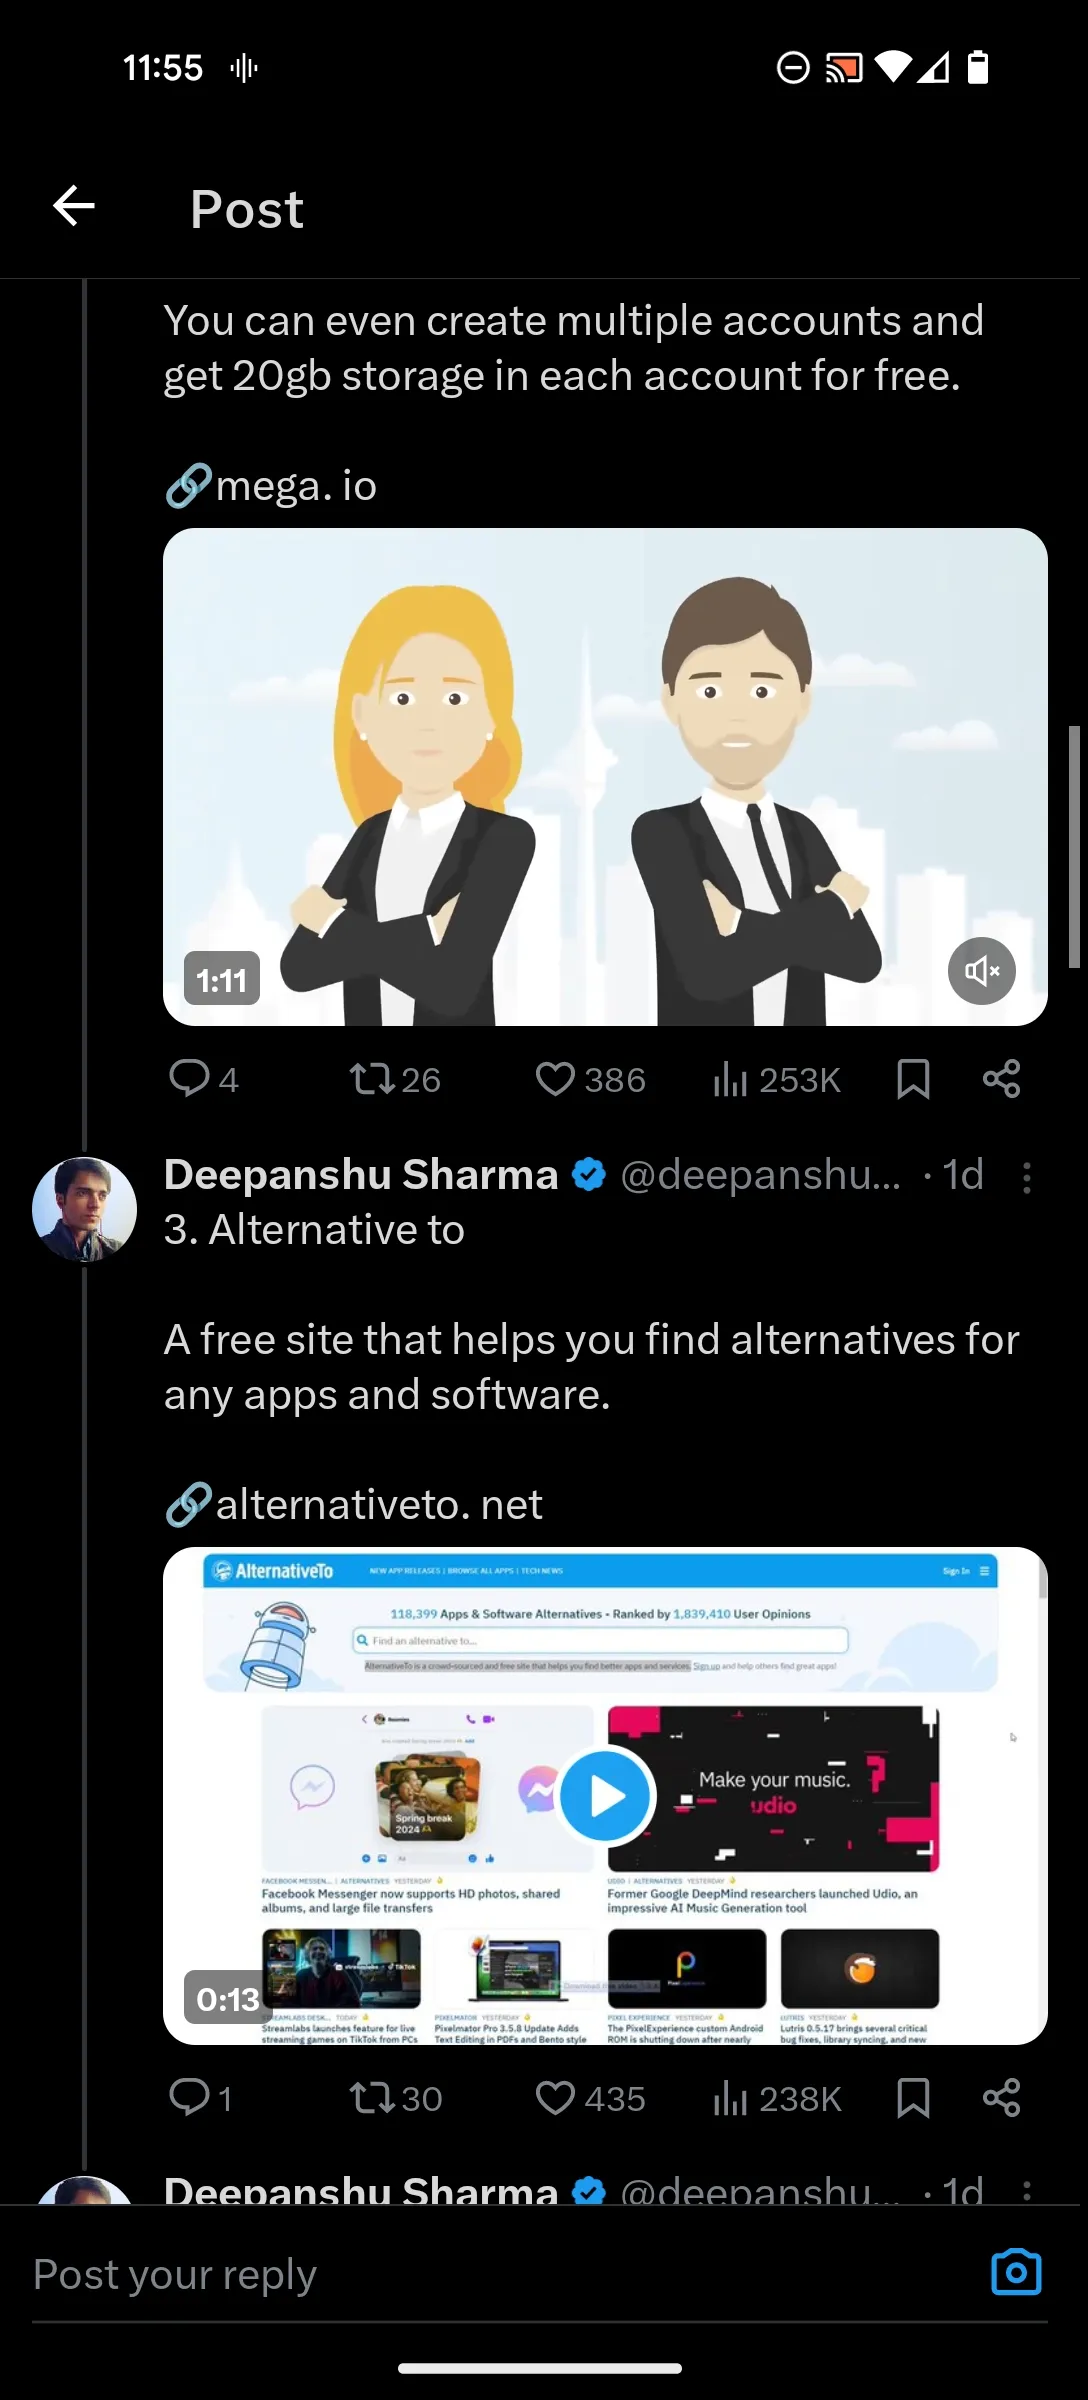 11:55
Post
You can even create multiple accounts and
get 20gb storage in each account for free.
🔗mega. io
1:11
4 26 386 253K
Deepanshu Sharma @deepanshu... · 1d
3. Alternative to
A free site that helps you find alternatives for
any apps and software.
🔗alternativeto. net
AlternativeTo NEW APP RELEASES | BROWSE ALL APPS | TECH NEWS Sign In
118,399 Apps & Software Alternatives - Ranked by 1,839,410 User Opinions
Find an alternative to...
AlternativeTo is a crowd-sourced and free site that helps you find better apps and services. Sign up and help others find great apps!
Roomies
Spring break
2024
Aa
Make your music.
udio
FACEBOOK MESSEN... | ALTERNATIVES YESTERDAY
Facebook Messenger now supports HD photos, shared
albums, and large file transfers
UDIO | ALTERNATIVES YESTERDAY
Former Google DeepMind researchers launched Udio, an
impressive AI Music Generation tool
streamlabs TikTok
0:13
STREAMLABS DESK... TODAY
Streamlabs launches feature for live
streaming games on TikTok from PCs
PIXELMATOR YESTERDAY
Pixelmator Pro 3.5.8 Update Adds
Text Editing in PDFs and Bento style
PIXEL EXPERIENCE YESTERDAY
The PixelExperience custom Android
ROM is shutting down after nearly
LUTRIS YESTERDAY
Lutris 0.5.17 brings several critical
bug fixes, library syncing, and new
1 30 435 238K
Deepanshu Sharma @deepanshu... · 1d
Post your reply